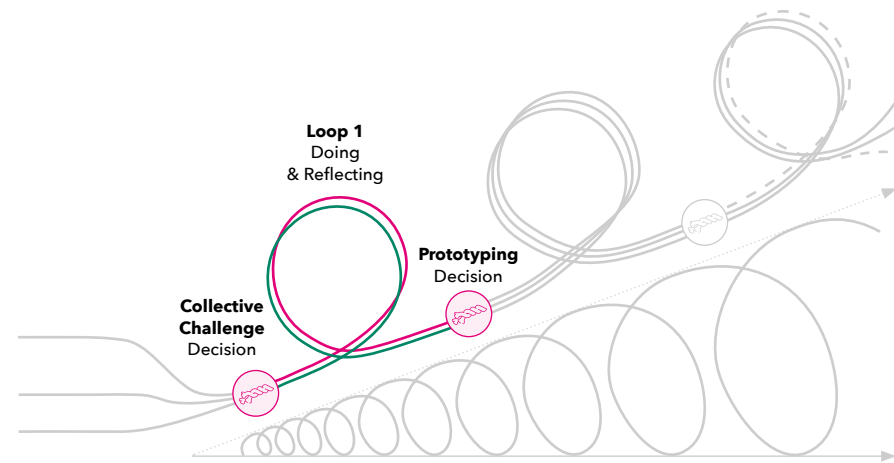 Loop 1
Doing
& Reflecting
Prototyping
Decision
Collective
Challenge
Decision